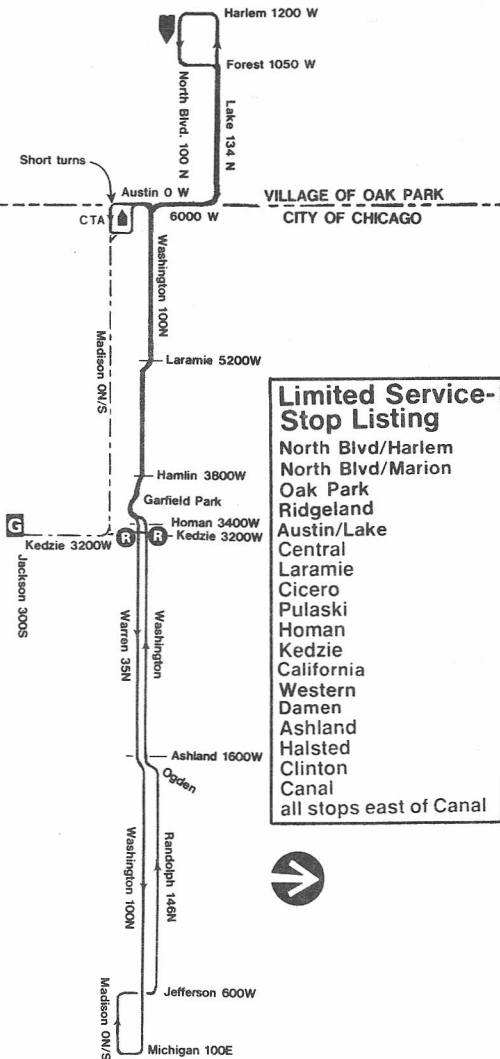 Harlem 1200 W
Forest 1050 W
North Blvd. 100 N
Lake 134 N
Short turns
Austin 0 W
VILLAGE OF OAK PARK
CTA
6000 W
CITY OF CHICAGO
Washington 100N
Madison 0N/S
Laramie 5200W
Hamlin 3800W
Garfield Park
Homan 3400W
G
Kedzie 3200W
R
R
Kedzie 3200W
Jackson 300S
Warren 35N
Washington
Ashland 1600W
Ogden
Washington 100N
Randolph 146N
Jefferson 600W
Madison 0N/S
Michigan 100E
Limited Service-
Stop Listing
North Blvd/Harlem
North Blvd/Marion
Oak Park
Ridgeland
Austin/Lake
Central
Laramie
Cicero
Pulaski
Homan
Kedzie
California
Western
Damen
Ashland
Halsted
Clinton
Canal
all stops east of Canal